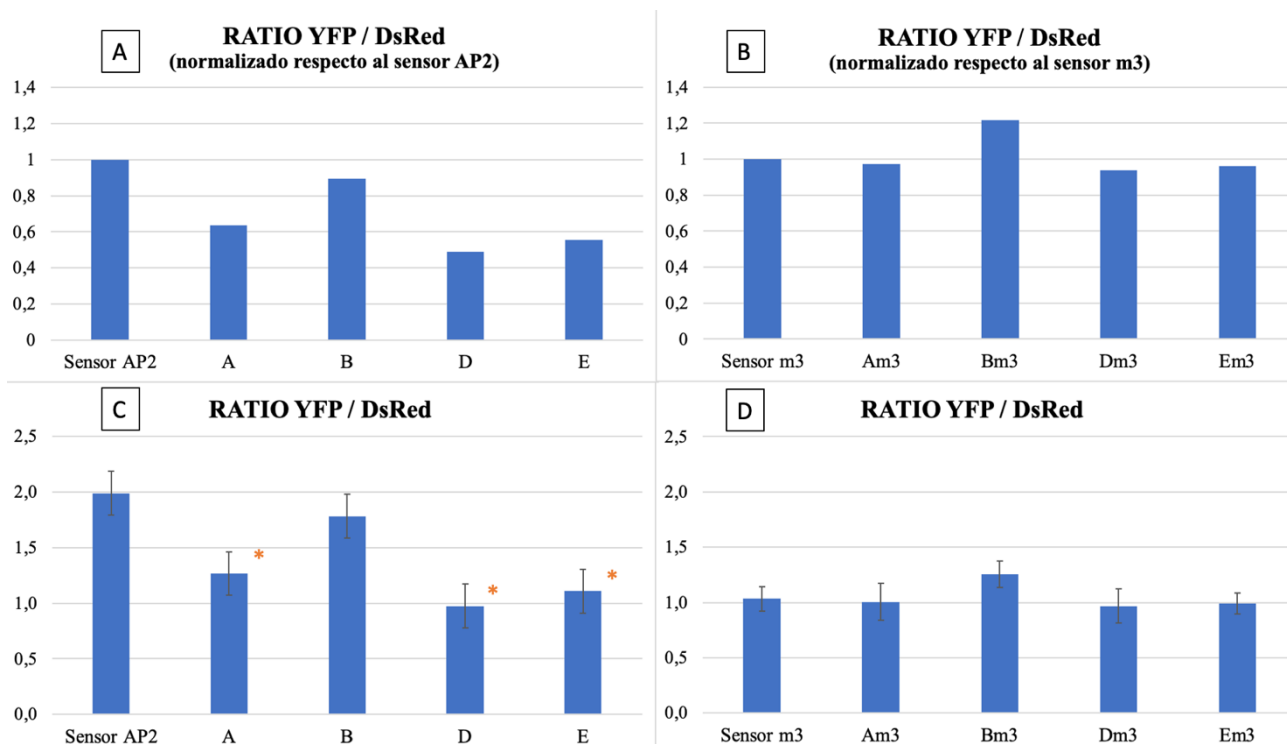 A
RATIO YFP / DsRed
(normalizado respecto al sensor AP2)
1,4
1,2
1
0,8
0,6
0,4
0,2
0
Sensor AP2 A B D E
B
RATIO YFP / DsRed
(normalizado respecto al sensor m3)
1,4
1,2
1
0,8
0,6
0,4
0,2
0
Sensor m3 Am3 Bm3 Dm3 Em3
C
RATIO YFP / DsRed
2,5
2,0
1,5
1,0
0,5
0,0
* * *
Sensor AP2 A B D E
D
RATIO YFP / DsRed
2,5
2,0
1,5
1,0
0,5
0,0
Sensor m3 Am3 Bm3 Dm3 Em3